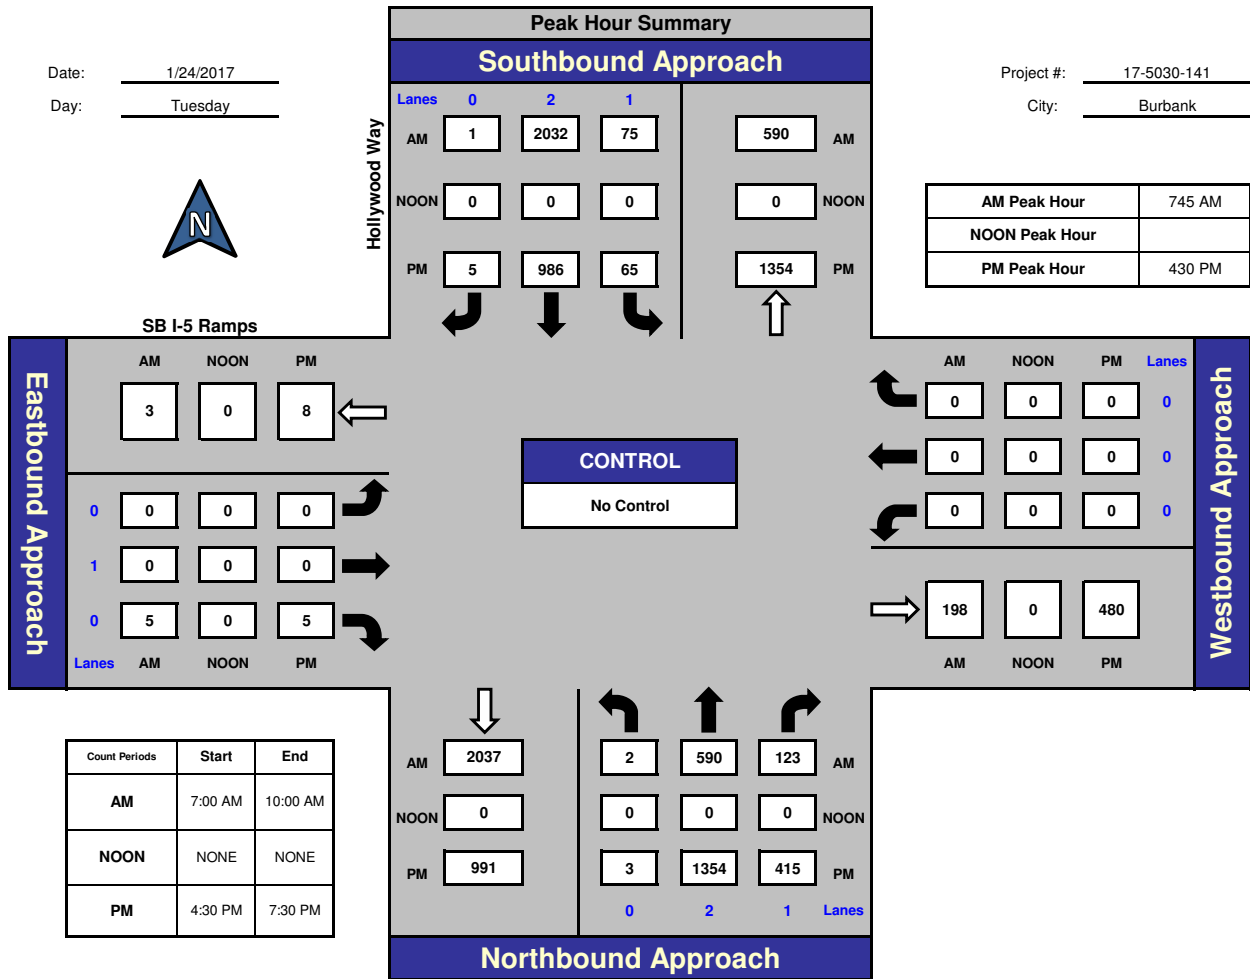 Peak Hour Summary
Southbound Approach
Date: 1/24/2017
Day: Tuesday
Project #: 17-5030-141
City: Burbank
Hollywood Way
Lanes 0 2 1
AM 1 2032 75 590 AM
NOON 0 0 0 0 NOON
PM 5 986 65 1354 PM
N
AM Peak Hour 745 AM
NOON Peak Hour
PM Peak Hour 430 PM
SB I-5 Ramps
Eastbound Approach
AM NOON PM
3 0 8
0 0 0 0
1 0 0 0
0 5 0 5
Lanes AM NOON PM
CONTROL
No Control
AM NOON PM Lanes
0 0 0 0
0 0 0 0
0 0 0 0
198 0 480
AM NOON PM
Westbound Approach
Count Periods Start End
AM 7:00 AM 10:00 AM
NOON NONE NONE
PM 4:30 PM 7:30 PM
AM 2037 2 590 123 AM
NOON 0 0 0 0 NOON
PM 991 3 1354 415 PM
0 2 1 Lanes
Northbound Approach